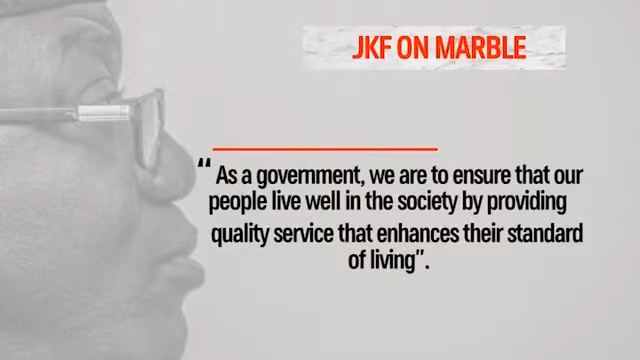 JKF ON MARBLE
“ As a government, we are to ensure that our
people live well in the society by providing
quality service that enhances their standard
of living”.